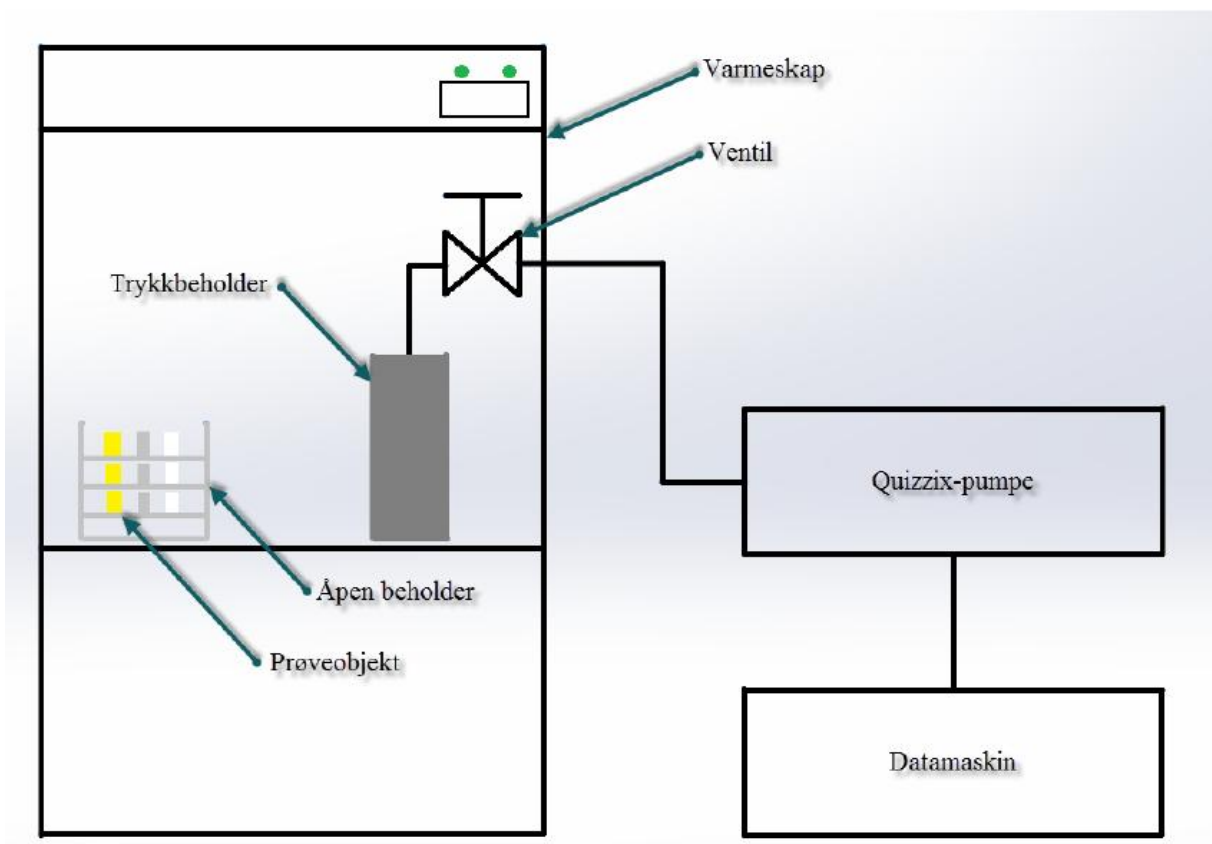 Varmeskap
Ventil
Trykkbeholder
Quizzix-pumpe
Åpen beholder
Prøveobjekt
Datamaskin